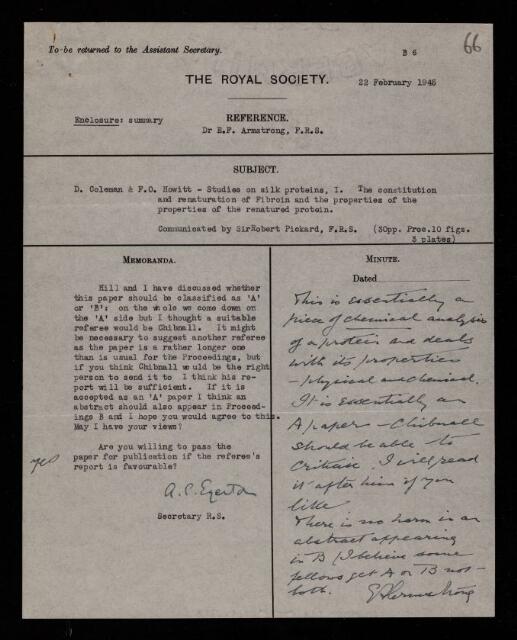 To be returned to the Assistant Secretary.
B 6
66
THE ROYAL SOCIETY.
22 February 1945
Enclosure: summary
REFERENCE.
Dr E.F. Armstrong, F.R.S.
SUBJECT.
D. Coleman & F.O. Howitt - Studies on silk proteins, I. The constitution
and renaturation of Fibroin and the properties of the
properties of the renatured protein.
Communicated by SirRobert Pickard, F.R.S. (30pp. Proc.10 figs.
3 plates)
MEMORANDA.
Hill and I have discussed whether
this paper should be classified as 'A'
or 'B': on the whole we come down on
the 'A' side but I thought a suitable
referee would be Chibnall. It might
be necessary to suggest another referee
as the paper is a rather longer one
than is usual for the Proceedings, but
if you think Chibnall would be the right
person to send it to I think his re-
port will be sufficient. If it is
accepted as an 'A' paper I think an
abstract should also appear in Proceed-
ings B and I hope you would agree to this.
May I have your views?
Are you willing to pass the
paper for publication if the referee's
report is favourable?
yes
A. C. Egerton
Secretary R.S.
MINUTE.
Dated
This is essentially a
piece of chemical analysis
of a protein and deals
with its properties
- physical and chemical.
It is essentially an
A paper - Chibnall
should be able to
criticise. I will read
it after him if you
like
There is no harm in an
abstract appearing
in B / I believe some
fellows get A or B not
both.
E F Armstrong